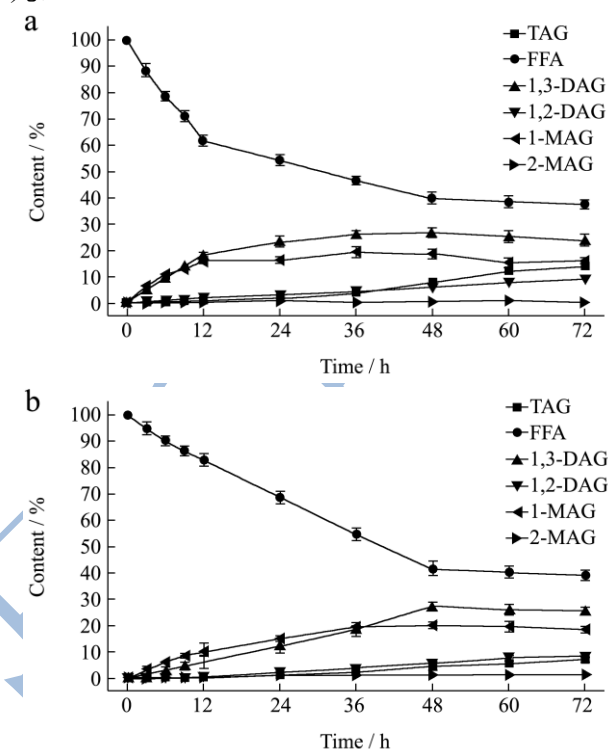 a
100
90
80
70
60
50
40
30
20
10
0
Content / %
TAG
FFA
1,3-DAG
1,2-DAG
1-MAG
2-MAG
0 12 24 36 48 60 72
Time / h
b
100
90
80
70
60
50
40
30
20
10
0
Content / %
TAG
FFA
1,3-DAG
1,2-DAG
1-MAG
2-MAG
0 12 24 36 48 60 72
Time / h